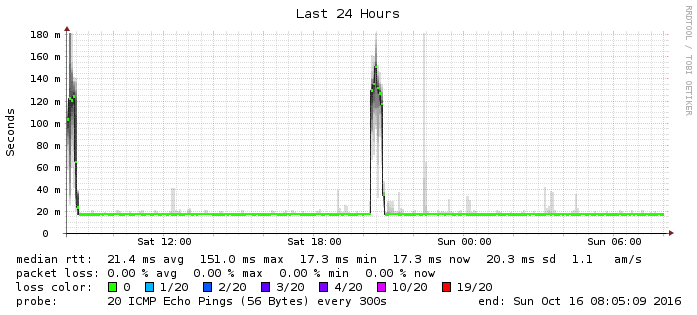 Last 24 Hours
RRDTOOL / TOBI OETIKER
Seconds
180 m
160 m
140 m
120 m
100 m
80 m
60 m
40 m
20 m
0
Sat 12:00 Sat 18:00 Sun 00:00 Sun 06:00
median rtt: 21.4 ms avg 151.0 ms max 17.3 ms min 17.3 ms now 20.3 ms sd 1.1 am/s
packet loss: 0.00 % avg 0.00 % max 0.00 % min 0.00 % now
loss color: 0 1/20 2/20 3/20 4/20 10/20 19/20
probe: 20 ICMP Echo Pings (56 Bytes) every 300s end: Sun Oct 16 08:05:09 2016